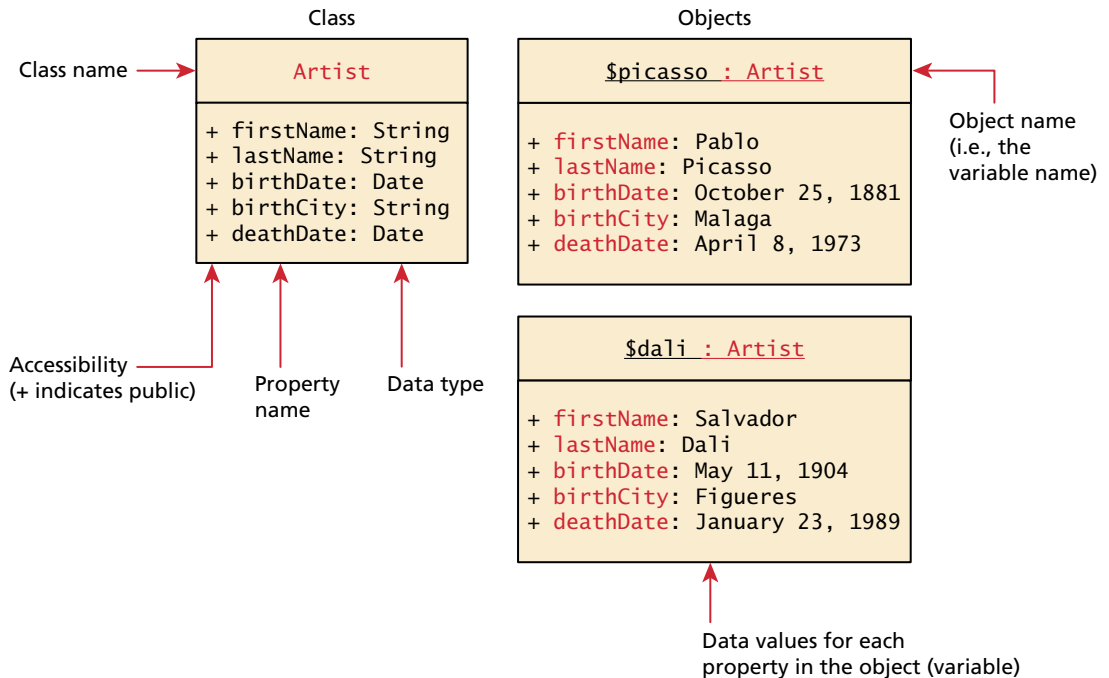 Class
Objects
Class name
Artist
+ firstName: String
+ lastName: String
+ birthDate: Date
+ birthCity: String
+ deathDate: Date
Accessibility
(+ indicates public)
Property
name
Data type
$picasso : Artist
+ firstName: Pablo
+ lastName: Picasso
+ birthDate: October 25, 1881
+ birthCity: Malaga
+ deathDate: April 8, 1973
Object name
(i.e., the
variable name)
$dali : Artist
+ firstName: Salvador
+ lastName: Dali
+ birthDate: May 11, 1904
+ birthCity: Figueres
+ deathDate: January 23, 1989
Data values for each
property in the object (variable)